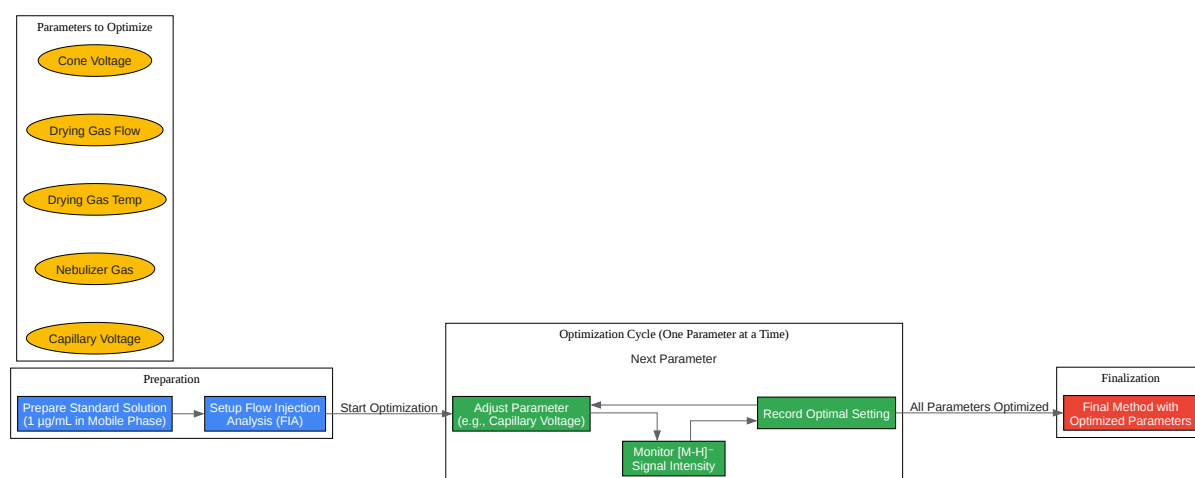 Parameters to Optimize
Cone Voltage
Drying Gas Flow
Drying Gas Temp
Nebulizer Gas
Capillary Voltage
Preparation
Prepare Standard Solution
(1 µg/mL in Mobile Phase)
Setup Flow Injection
Analysis (FIA)
Start Optimization
Optimization Cycle (One Parameter at a Time)
Next Parameter
Adjust Parameter
(e.g., Capillary Voltage)
Monitor [M-H]⁻
Signal Intensity
Record Optimal Setting
All Parameters Optimized
Finalization
Final Method with
Optimized Parameters